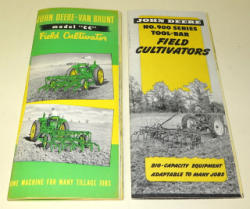 JOHN DEERE-VAN BRUNT
model "CC"
Field Cultivator
ONE MACHINE FOR MANY TILLAGE JOBS
JOHN DEERE
NO. 900 SERIES
TOOL-BAR
FIELD
CULTIVATORS
BIG-CAPACITY EQUIPMENT
ADAPTABLE TO MANY JOBS